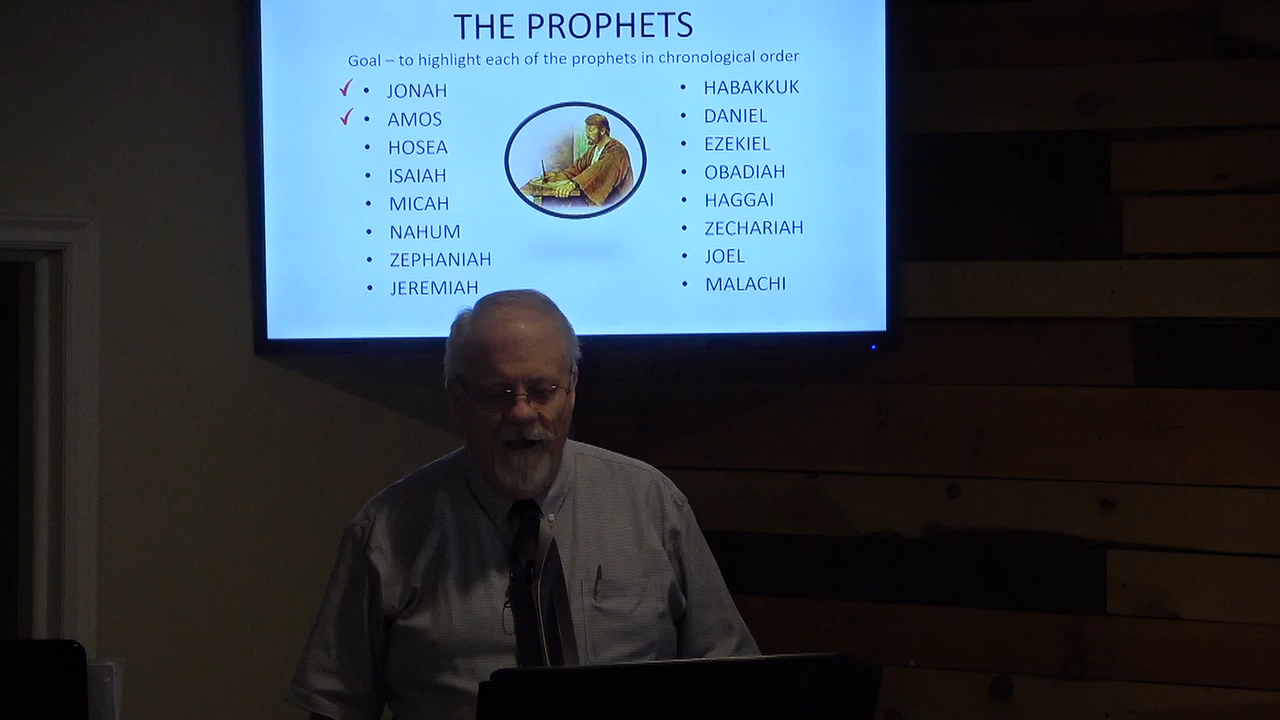 THE PROPHETS
Goal – to highlight each of the prophets in chronological order
✓ • JONAH
✓ • AMOS
• HOSEA
• ISAIAH
• MICAH
• NAHUM
• ZEPHANIAH
• JEREMIAH
• HABAKKUK
• DANIEL
• EZEKIEL
• OBADIAH
• HAGGAI
• ZECHARIAH
• JOEL
• MALACHI